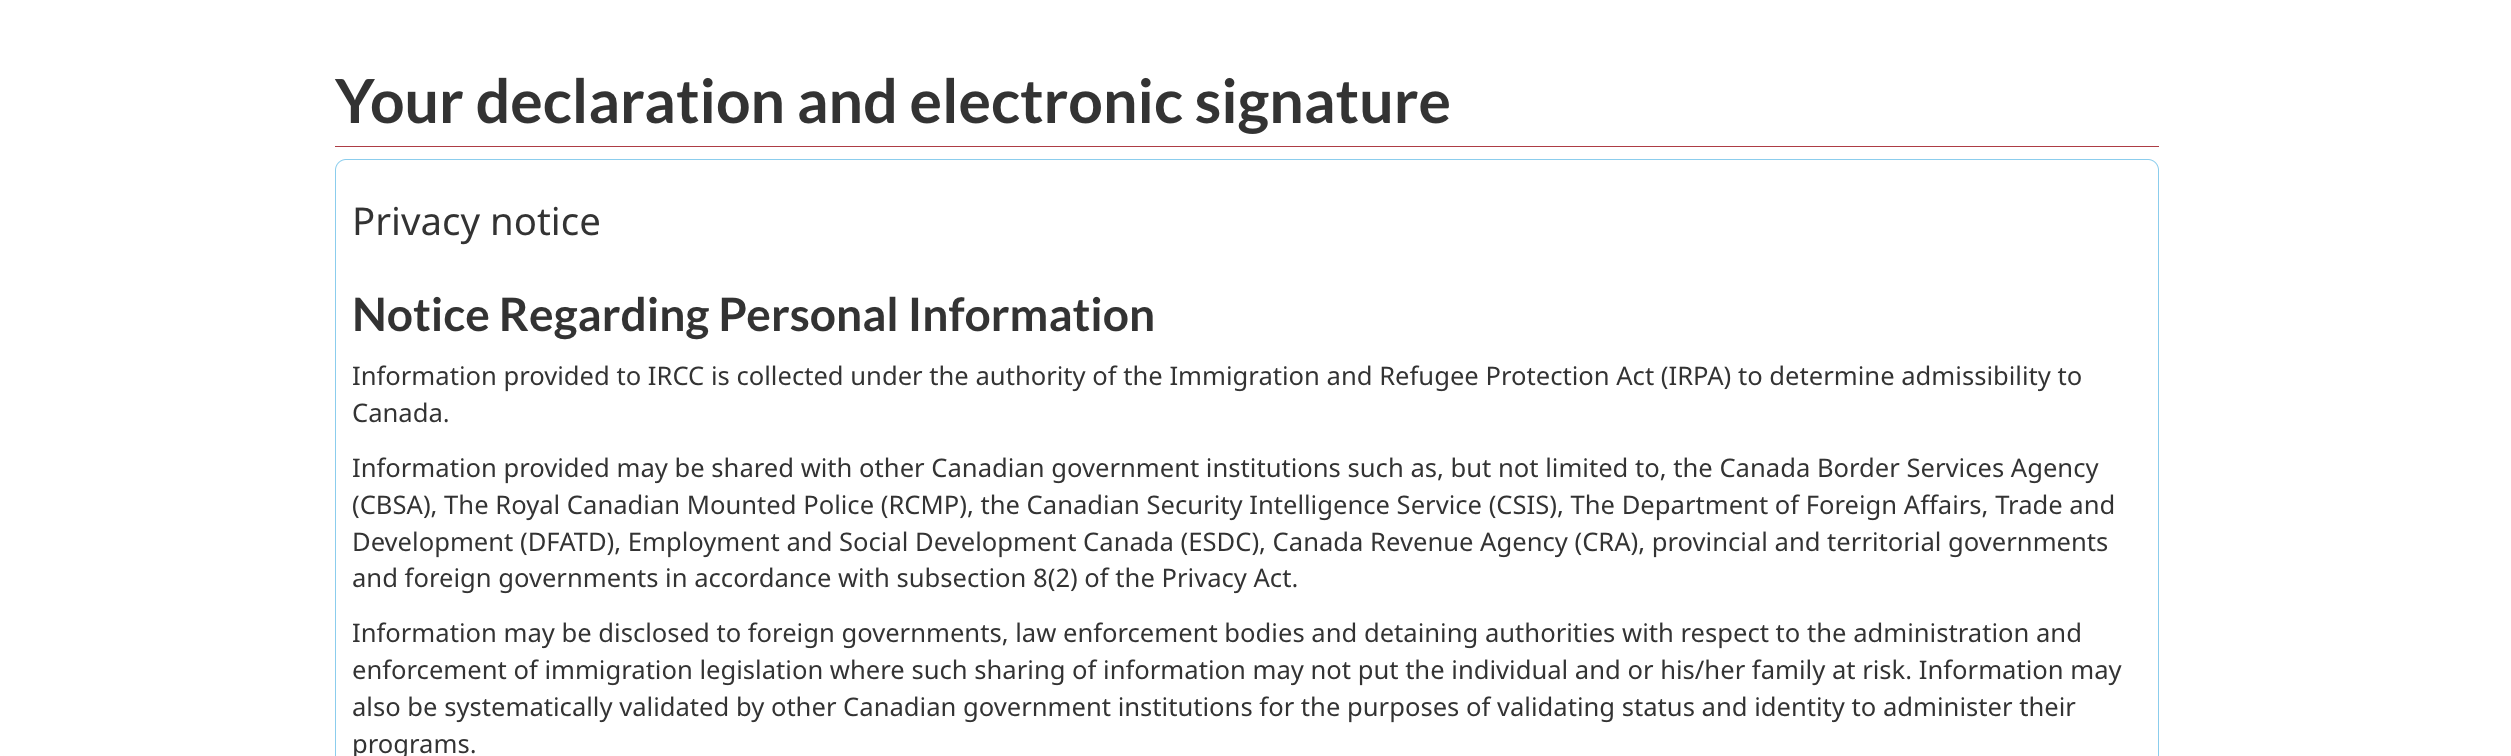 Your declaration and electronic signature
Privacy notice
Notice Regarding Personal Information
Information provided to IRCC is collected under the authority of the Immigration and Refugee Protection Act (IRPA) to determine admissibility to
Canada.
Information provided may be shared with other Canadian government institutions such as, but not limited to, the Canada Border Services Agency
(CBSA), The Royal Canadian Mounted Police (RCMP), the Canadian Security Intelligence Service (CSIS), The Department of Foreign Affairs, Trade and
Development (DFATD), Employment and Social Development Canada (ESDC), Canada Revenue Agency (CRA), provincial and territorial governments
and foreign governments in accordance with subsection 8(2) of the Privacy Act.
Information may be disclosed to foreign governments, law enforcement bodies and detaining authorities with respect to the administration and
enforcement of immigration legislation where such sharing of information may not put the individual and or his/her family at risk. Information may
also be systematically validated by other Canadian government institutions for the purposes of validating status and identity to administer their
programs.